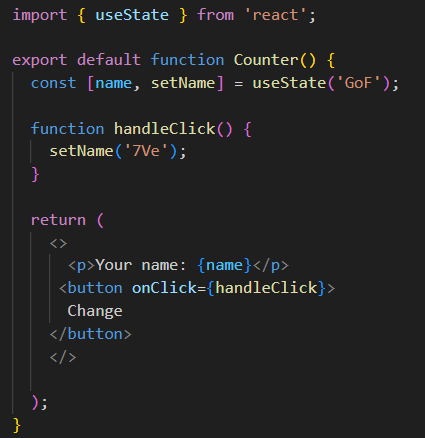 import { useState } from 'react';
export default function Counter() {
const [name, setName] = useState('GoF');
function handleClick() {
setName('7Ve');
}
return (
<>
<p>Your name: {name}</p>
<button onClick={handleClick}>
Change
</button>
</>
);
}